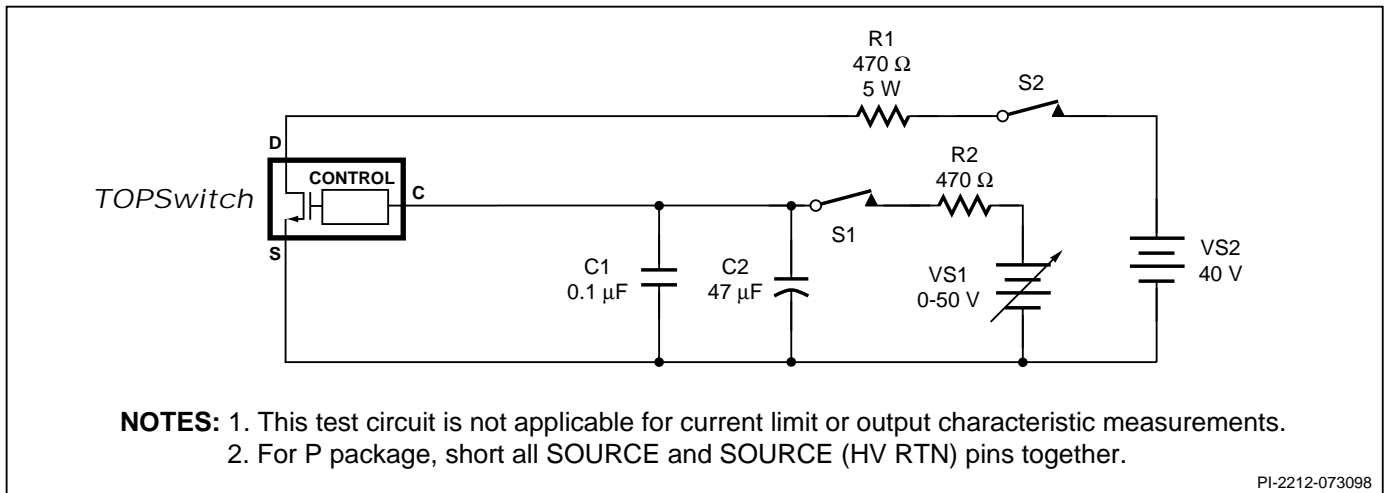 R1
470 Ω
5 W
S2
D
R2
470 Ω
TOPSwitch
CONTROL
C
S1
S
C1
0.1 μF
C2
47 μF
VS1
0-50 V
VS2
40 V
NOTES: 1. This test circuit is not applicable for current limit or output characteristic measurements.
2. For P package, short all SOURCE and SOURCE (HV RTN) pins together.
PI-2212-073098